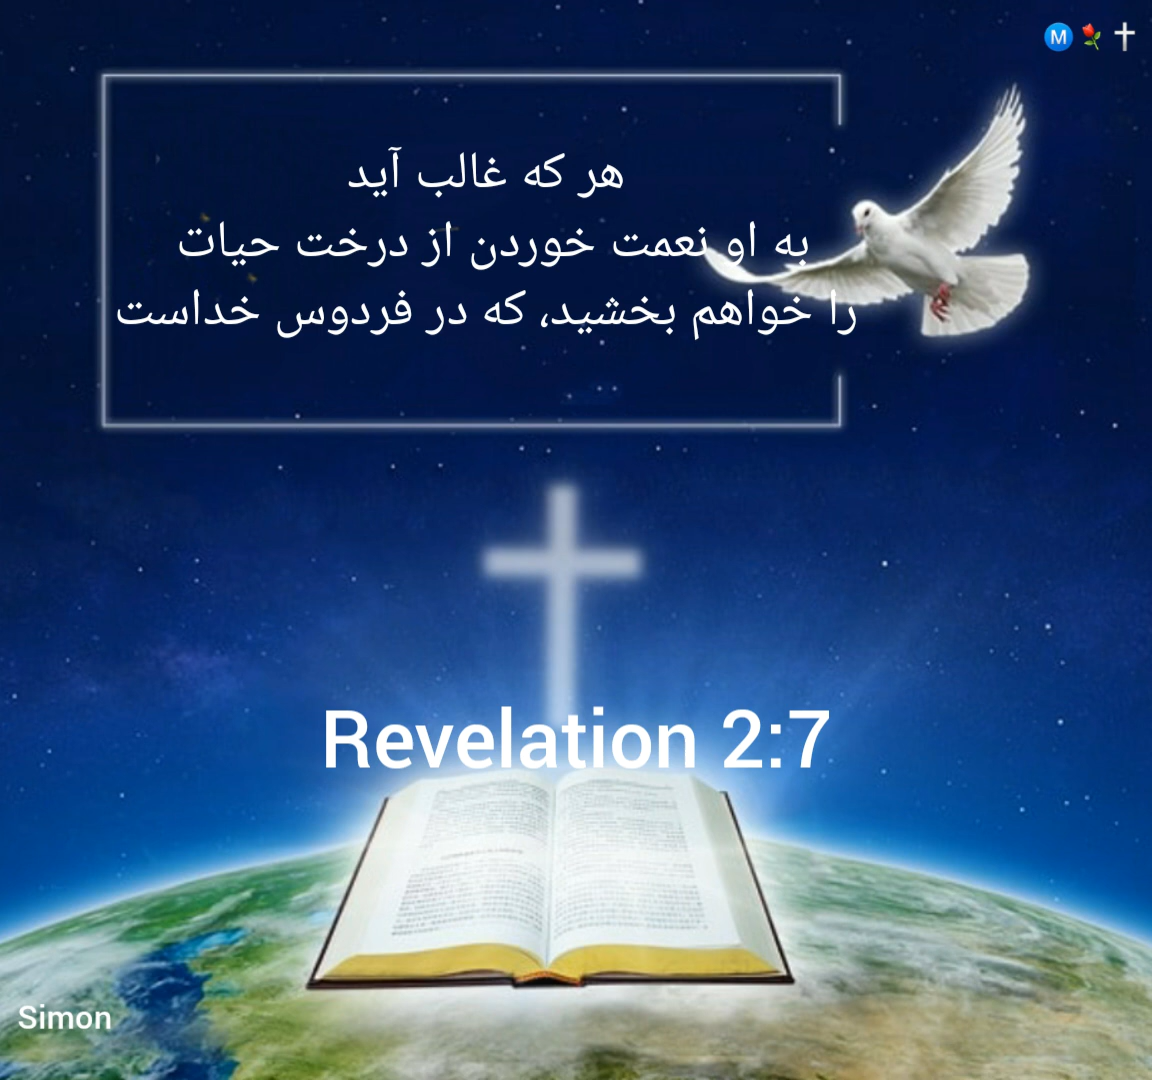 Ⓜ️🌹✝
هر که غالب آید
به او نعمت خوردن از درخت حیات
را خواهم بخشید، که در فردوس خداست
Revelation 2:7
Simon